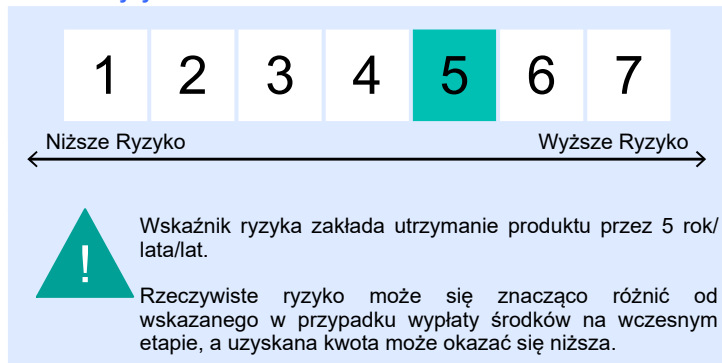 1 2 3 4 5 6 7
Niższe Ryzyko Wyższe Ryzyko
!
Wskaźnik ryzyka zakłada utrzymanie produktu przez 5 rok/
lata/lat.
Rzeczywiste ryzyko może się znacząco różnić od
wskazanego w przypadku wypłaty środków na wczesnym
etapie, a uzyskana kwota może okazać się niższa.